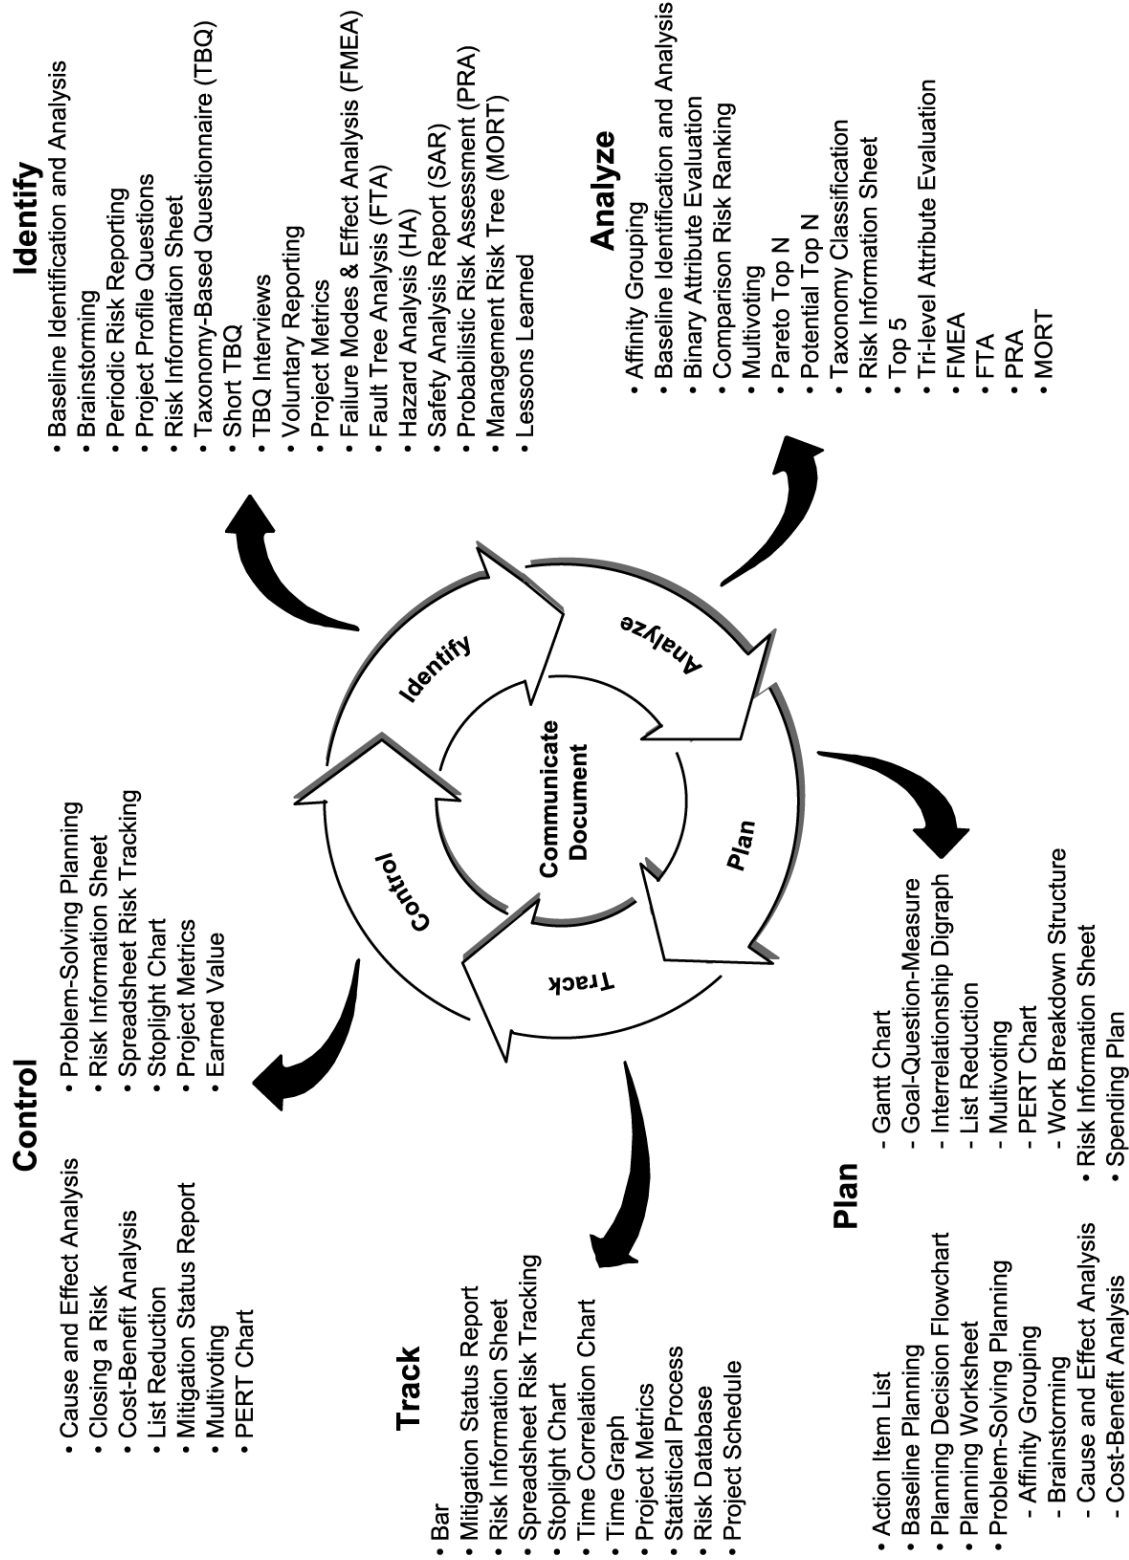 Control
• Cause and Effect Analysis
• Closing a Risk
• Cost-Benefit Analysis
• List Reduction
• Mitigation Status Report
• Multivoting
• PERT Chart
• Problem-Solving Planning
• Risk Information Sheet
• Spreadsheet Risk Tracking
• Stoplight Chart
• Project Metrics
• Earned Value
Identify
• Baseline Identification and Analysis
• Brainstorming
• Periodic Risk Reporting
• Project Profile Questions
• Risk Information Sheet
• Taxonomy-Based Questionnaire (TBQ)
• Short TBQ
• TBQ Interviews
• Voluntary Reporting
• Project Metrics
• Failure Modes & Effect Analysis (FMEA)
• Fault Tree Analysis (FTA)
• Hazard Analysis (HA)
• Safety Analysis Report (SAR)
• Probabilistic Risk Assessment (PRA)
• Management Risk Tree (MORT)
• Lessons Learned
Track
• Bar
• Mitigation Status Report
• Risk Information Sheet
• Spreadsheet Risk Tracking
• Stoplight Chart
• Time Correlation Chart
• Time Graph
• Project Metrics
• Statistical Process
• Risk Database
• Project Schedule
Control
Identify
Communicate
Document
Track
Analyze
Plan
Analyze
• Affinity Grouping
• Baseline Identification and Analysis
• Binary Attribute Evaluation
• Comparison Risk Ranking
• Multivoting
• Pareto Top N
• Potential Top N
• Taxonomy Classification
• Risk Information Sheet
• Top 5
• Tri-level Attribute Evaluation
• FMEA
• FTA
• PRA
• MORT
Plan
• Action Item List
• Baseline Planning
• Planning Decision Flowchart
• Planning Worksheet
• Problem-Solving Planning
- Affinity Grouping
- Brainstorming
- Cause and Effect Analysis
- Cost-Benefit Analysis
- Gantt Chart
- Goal-Question-Measure
- Interrelationship Digraph
- List Reduction
- Multivoting
- PERT Chart
- Work Breakdown Structure
• Risk Information Sheet
• Spending Plan